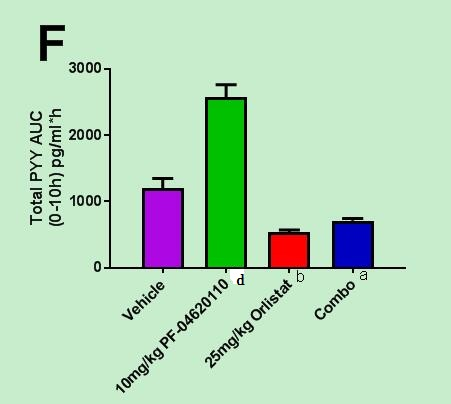 F
3000
2000
1000
0
Total PYY AUC
(0-10h) pg/ml*h
Vehicle
10mg/kg PF-04620110 d
25mg/kg Orlistat b
Combo a